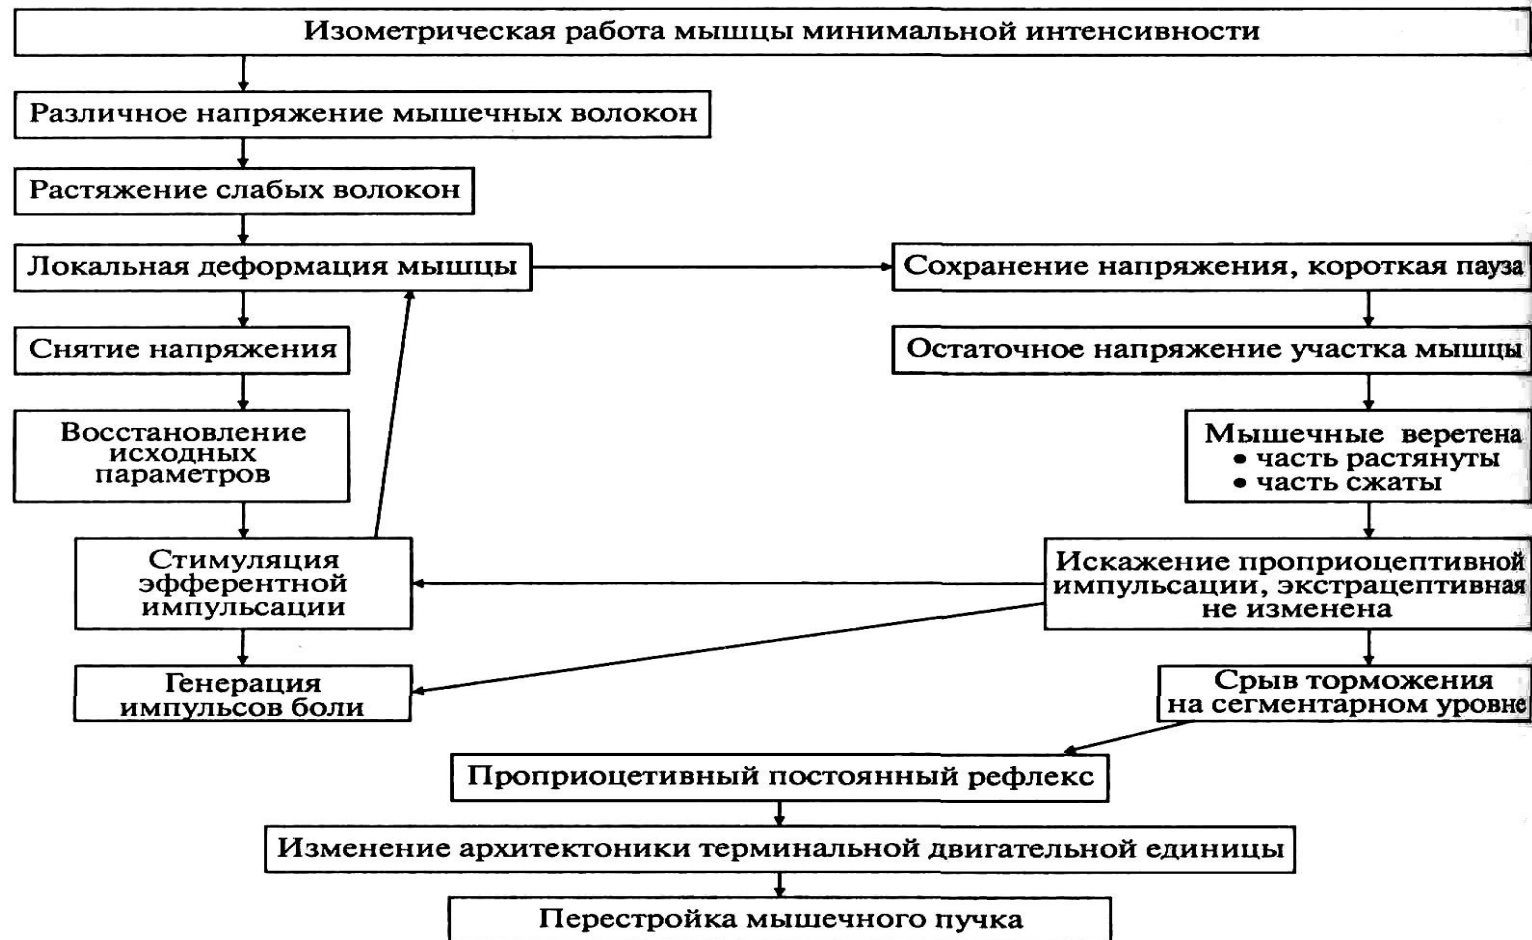 Изометрическая работа мышцы минимальной интенсивности
Различное напряжение мышечных волокон
Растяжение слабых волокон
Локальная деформация мышцы
Сохранение напряжения, короткая пауза
Снятие напряжения
Остаточное напряжение участка мышцы
Восстановление
исходных
параметров
Мышечные веретена
• часть растянуты
• часть сжаты
Стимуляция
эфферентной
импульсации
Искажение проприоцептивной
импульсации, экстрацептивная
не изменена
Генерация
импульсов боли
Срыв торможения
на сегментарном уровне
Проприоцетивный постоянный рефлекс
Изменение архитектоники терминальной двигательной единицы
Перестройка мышечного пучка